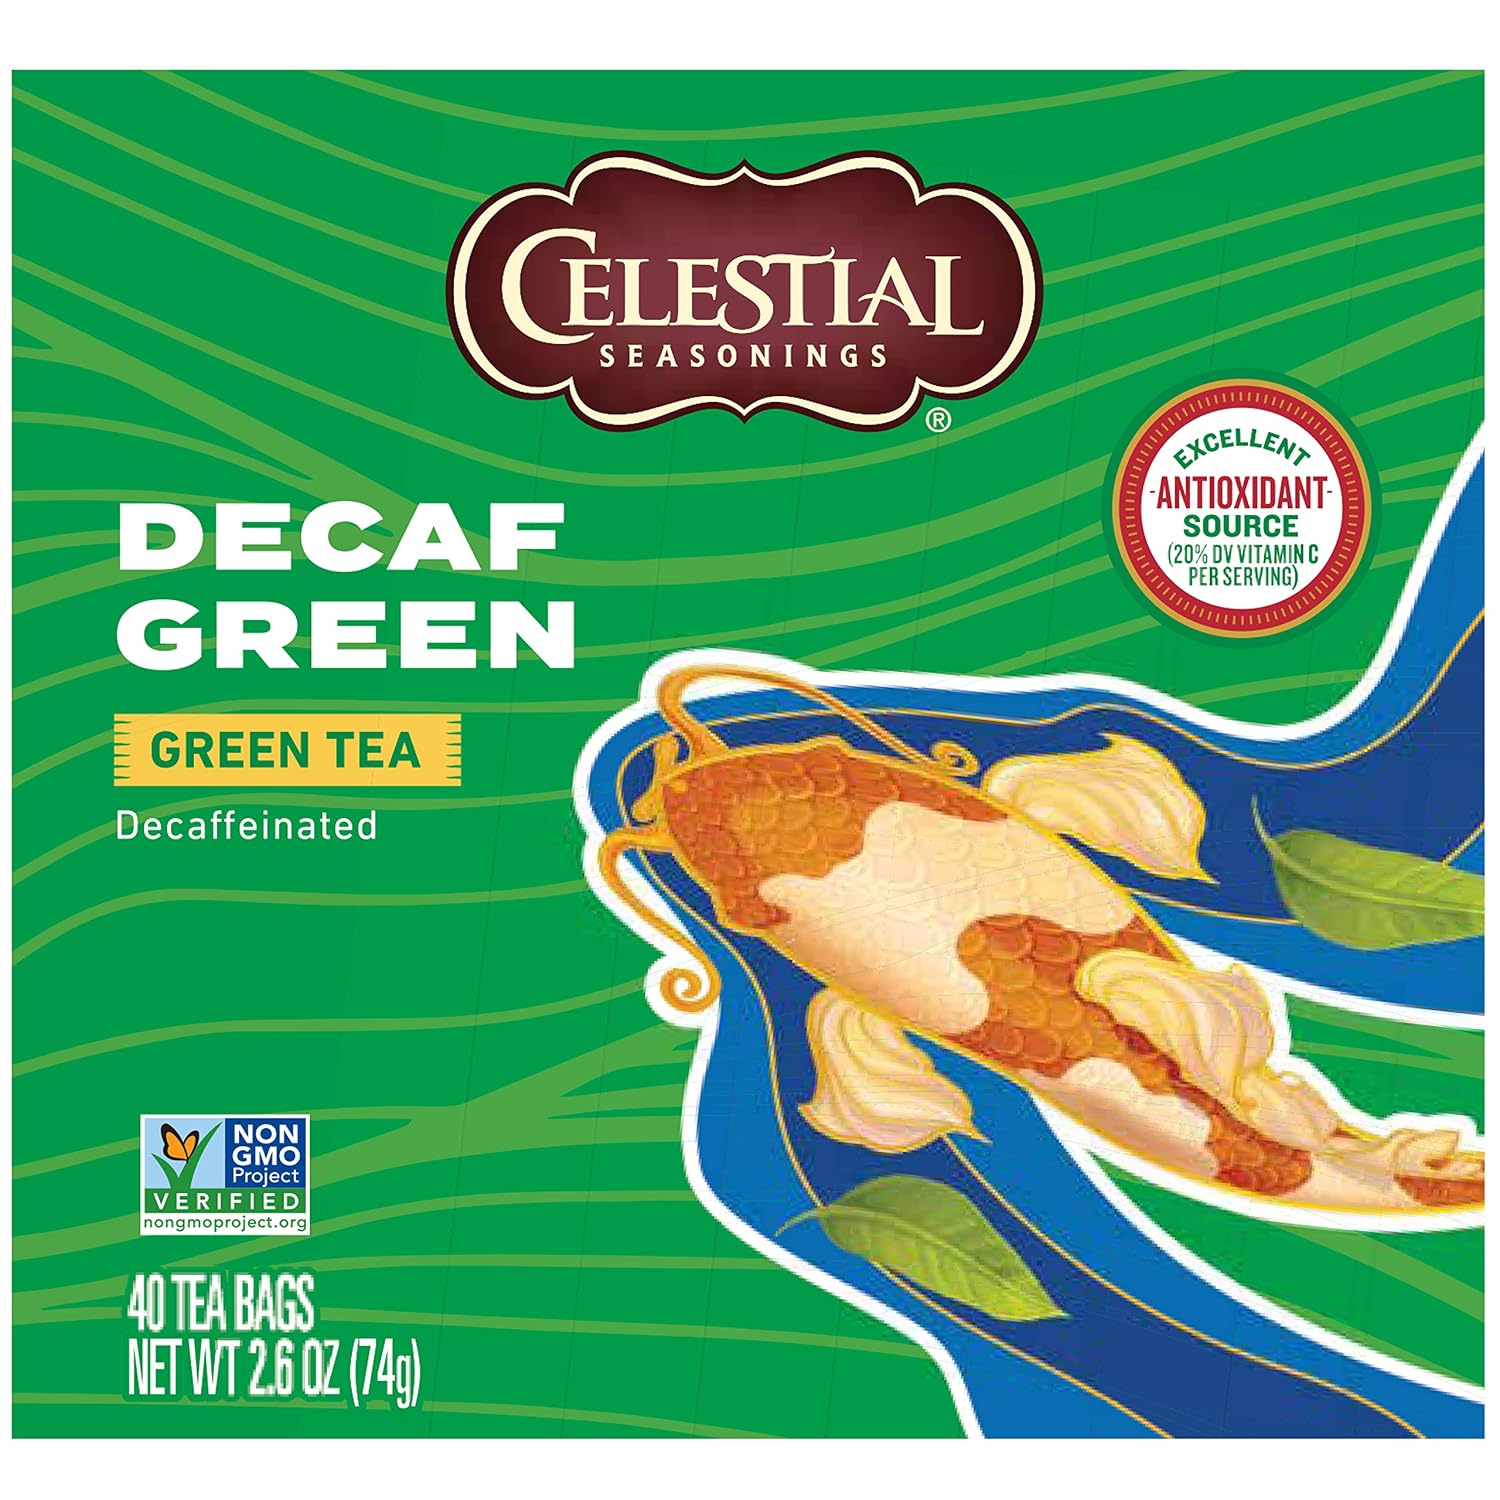 CELESTIAL
SEASONINGS
®
EXCELLENT
-ANTIOXIDANT-
SOURCE
(20% DV VITAMIN C
PER SERVING)
DECAF
GREEN
GREEN TEA
Decaffeinated
NON
GMO
Project
VERIFIED
nongmoproject.org
40 TEA BAGS
NET WT 2.6 OZ (74g)